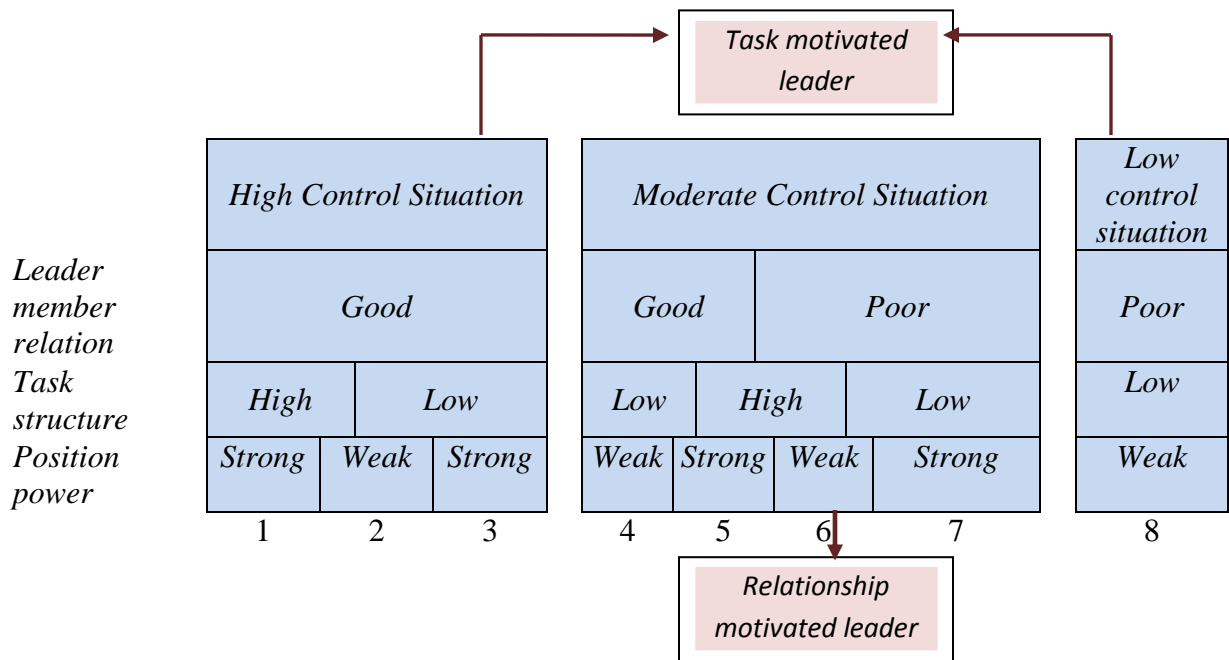 Task motivated
leader
High Control Situation
Moderate Control Situation
Low
control
situation
Leader
member
relation
Good
Good
Poor
Poor
Task
structure
High
Low
Low
High
Low
Low
Position
power
Strong
Weak
Strong
Weak
Strong
Weak
Strong
Weak
1
2
3
4
5
6
7
8
Relationship
motivated leader